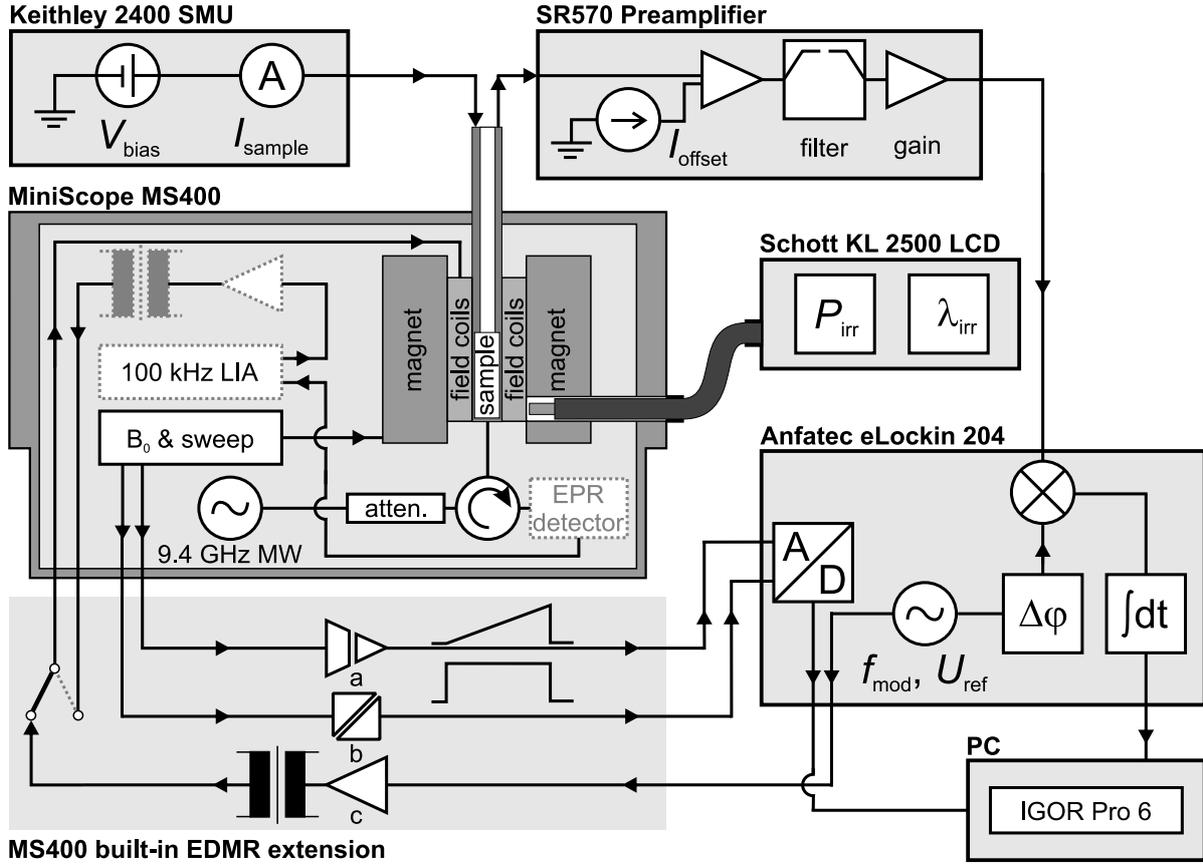 Keithley 2400 SMU
A
V_bias
I_sample
SR570 Preamplifier
I_offset
filter
gain
MiniScope MS400
100 kHz LIA
B₀ & sweep
magnet
field coils
sample
field coils
magnet
9.4 GHz MW
atten.
EPR
detector
Schott KL 2500 LCD
P_irr
λ_irr
Anfatec eLockin 204
A
D
Δφ
∫dt
f_mod, U_ref
a
b
c
MS400 built-in EDMR extension
PC
IGOR Pro 6